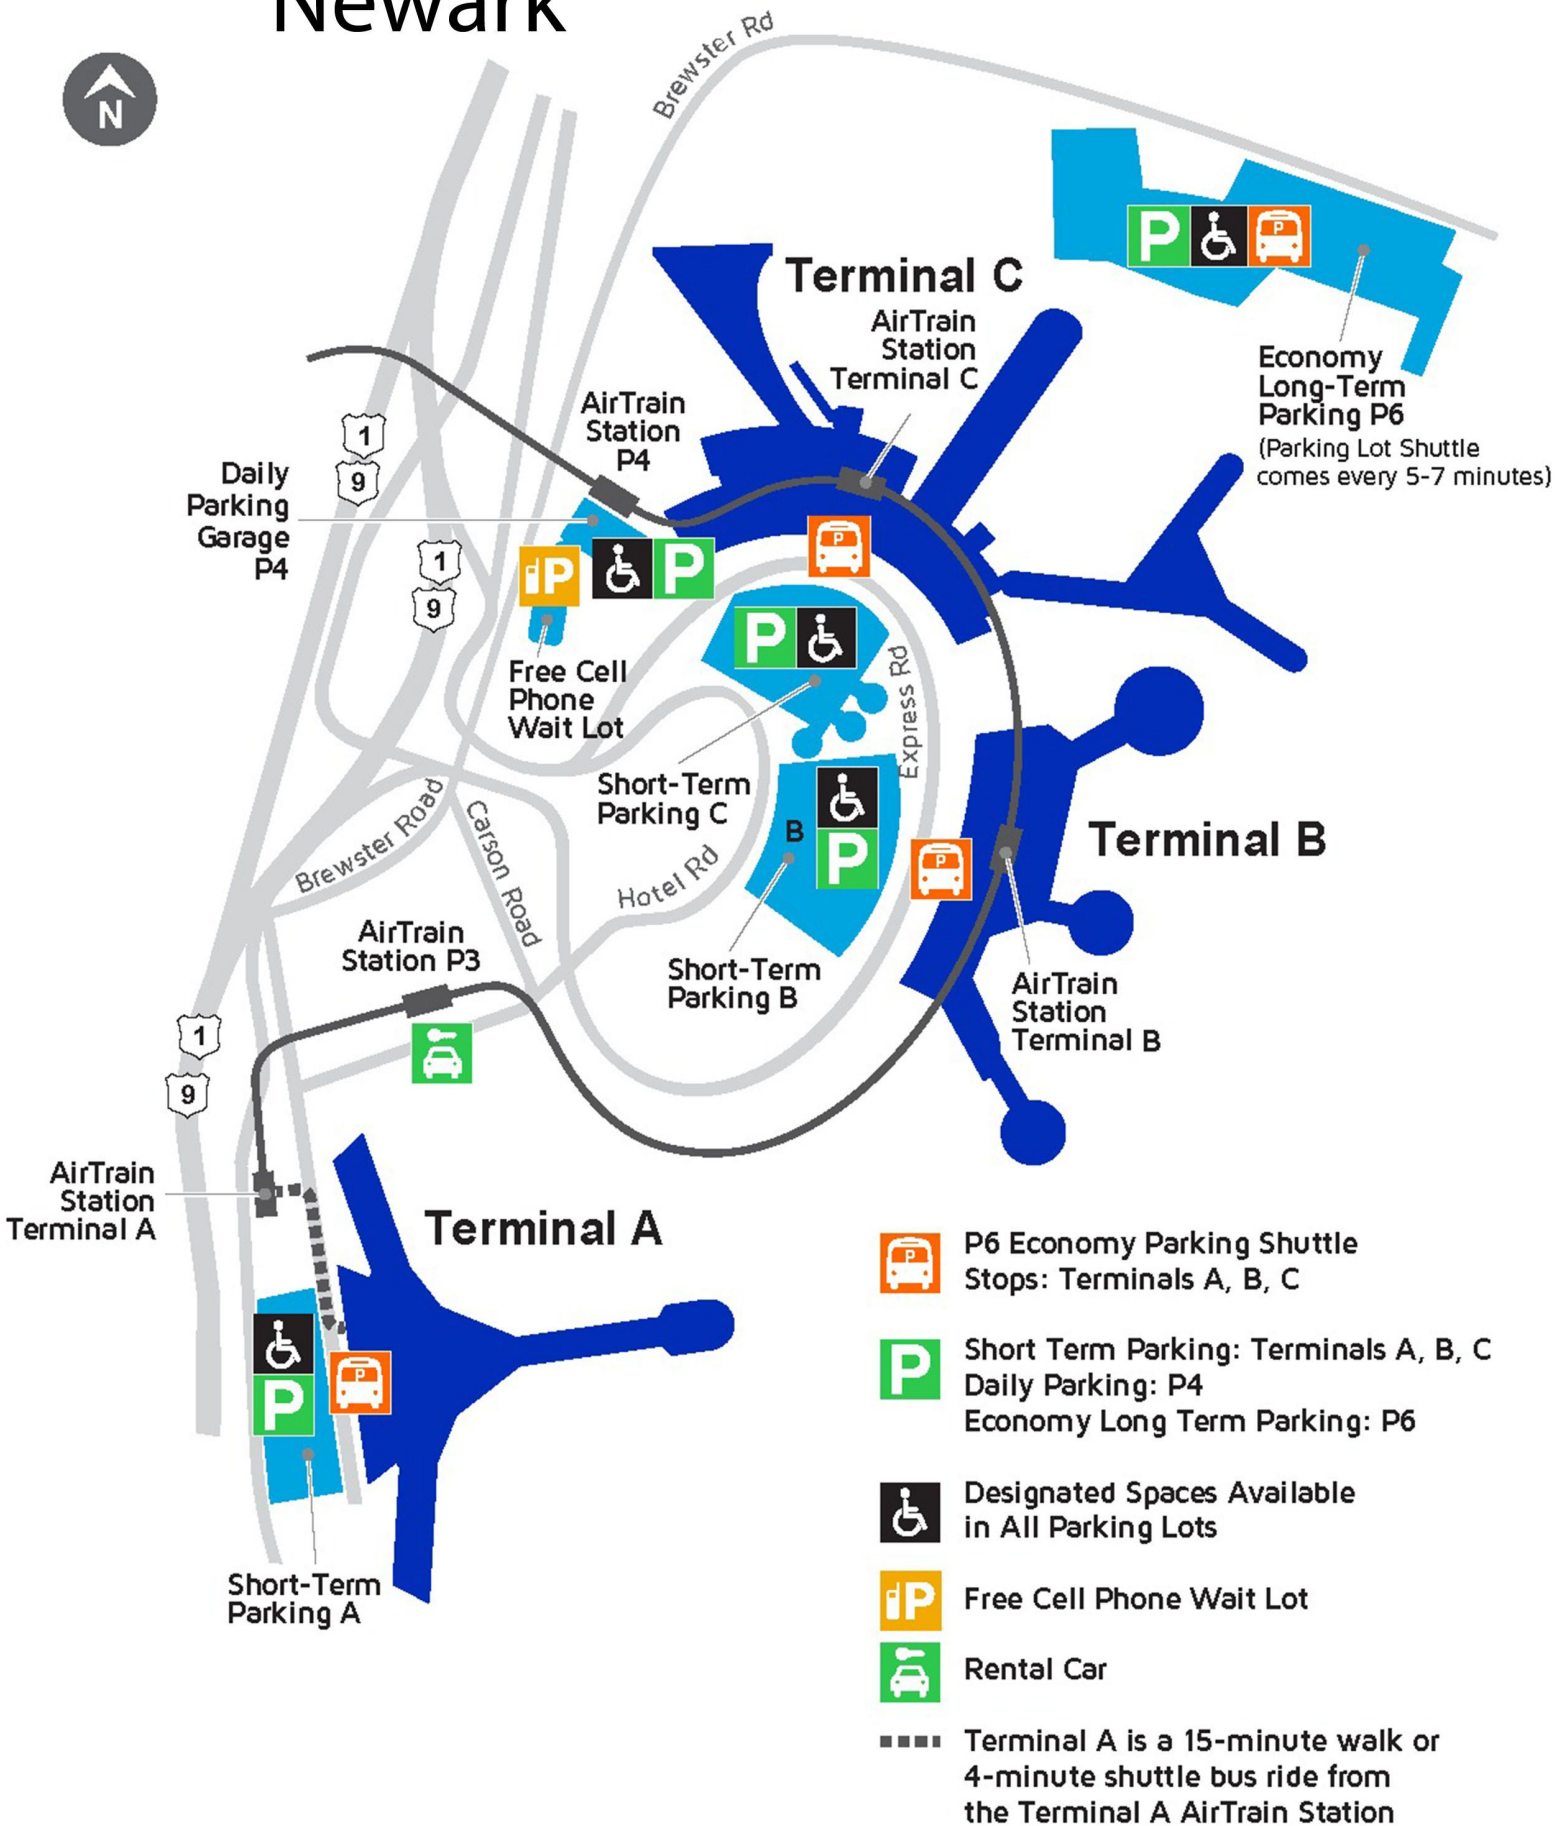 Newark
N
Brewster Rd
Terminal C
AirTrain
Station
Terminal C
P
P
Economy
Long-Term
Parking P6
(Parking Lot Shuttle
comes every 5-7 minutes)
AirTrain
Station
P4
1
9
Daily
Parking
Garage
P4
1
9
P
P
P
Free Cell
Phone
Wait Lot
P
Express Rd
Short-Term
Parking C
B
P
P
Terminal B
Brewster Road
Carson Road
Hotel Rd
AirTrain
Station P3
Short-Term
Parking B
AirTrain
Station
Terminal B
1
9
AirTrain
Station
Terminal A
Terminal A
P
P
Short-Term
Parking A
P
P6 Economy Parking Shuttle
Stops: Terminals A, B, C
P
Short Term Parking: Terminals A, B, C
Daily Parking: P4
Economy Long Term Parking: P6
Designated Spaces Available
in All Parking Lots
P
Free Cell Phone Wait Lot
Rental Car
Terminal A is a 15-minute walk or
4-minute shuttle bus ride from
the Terminal A AirTrain Station